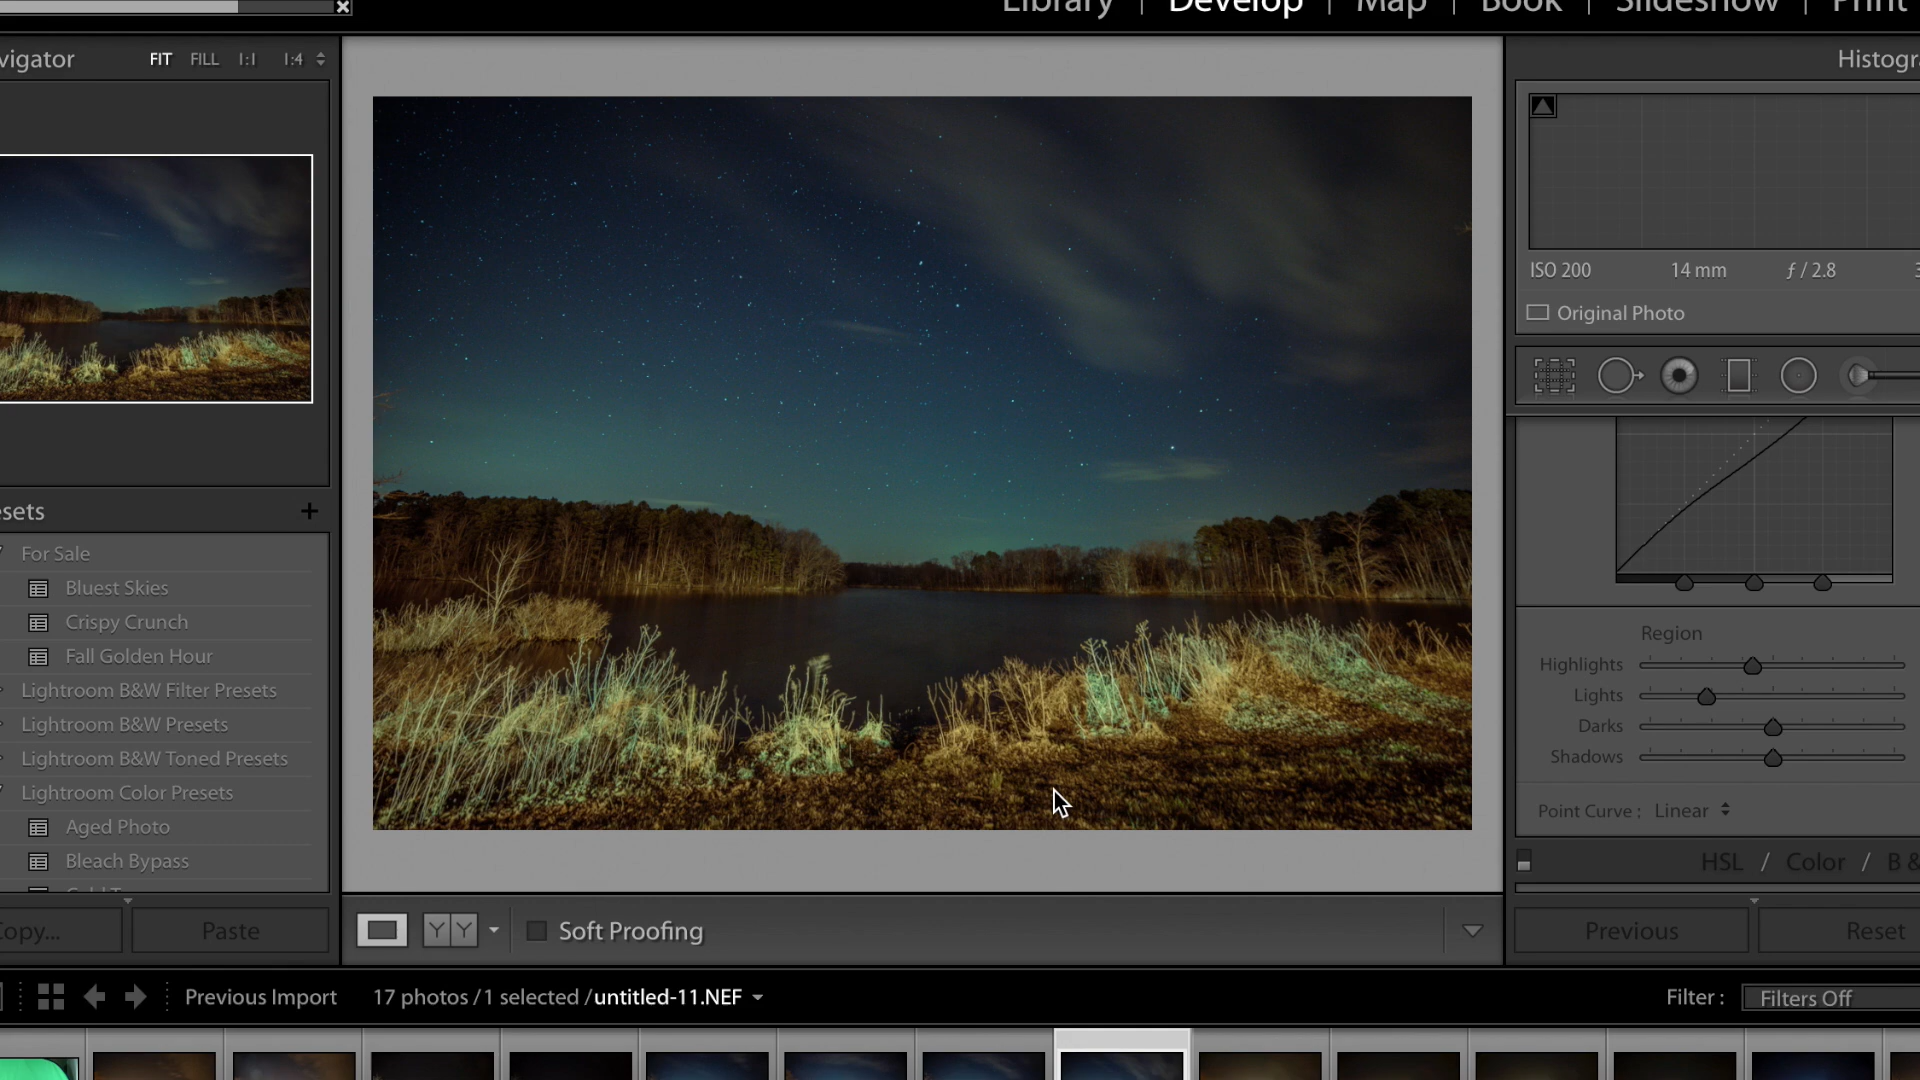 Library | Develop | Map | Book | Slideshow | Print
vigator FIT FILL 1:1 1:4
Histogr
ISO 200 14 mm ƒ / 2.8 3
Original Photo
esets +
For Sale
Bluest Skies
Crispy Crunch
Fall Golden Hour
Lightroom B&W Filter Presets
Lightroom B&W Presets
Lightroom B&W Toned Presets
Lightroom Color Presets
Aged Photo
Bleach Bypass
Region
Highlights
Lights
Darks
Shadows
Point Curve : Linear
HSL / Color / B &
opy... Paste
Y Y Soft Proofing
Previous Reset
Previous Import 17 photos / 1 selected / untitled-11.NEF
Filter : Filters Off